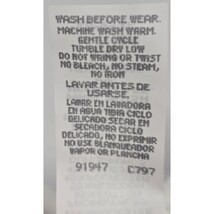 WASH BEFORE WEAR.
MACHINE WASH WARM.
GENTLE CYCLE
TUMBLE DRY LOW
DO NOT WRING OR TWIST
NO BLEACH, NO STEAM,
NO IRON
LAVAR ANTES DE
USARSE.
LAVAR EN LAVADORA
EN AGUA TIBIA CICLO
DELICADO SECAR EN
SECADORA CICLO
DELICADO, NO EXPRIMIR
NO USE BLANQUEADOR
VAPOR OR PLANCHA
91947 C797